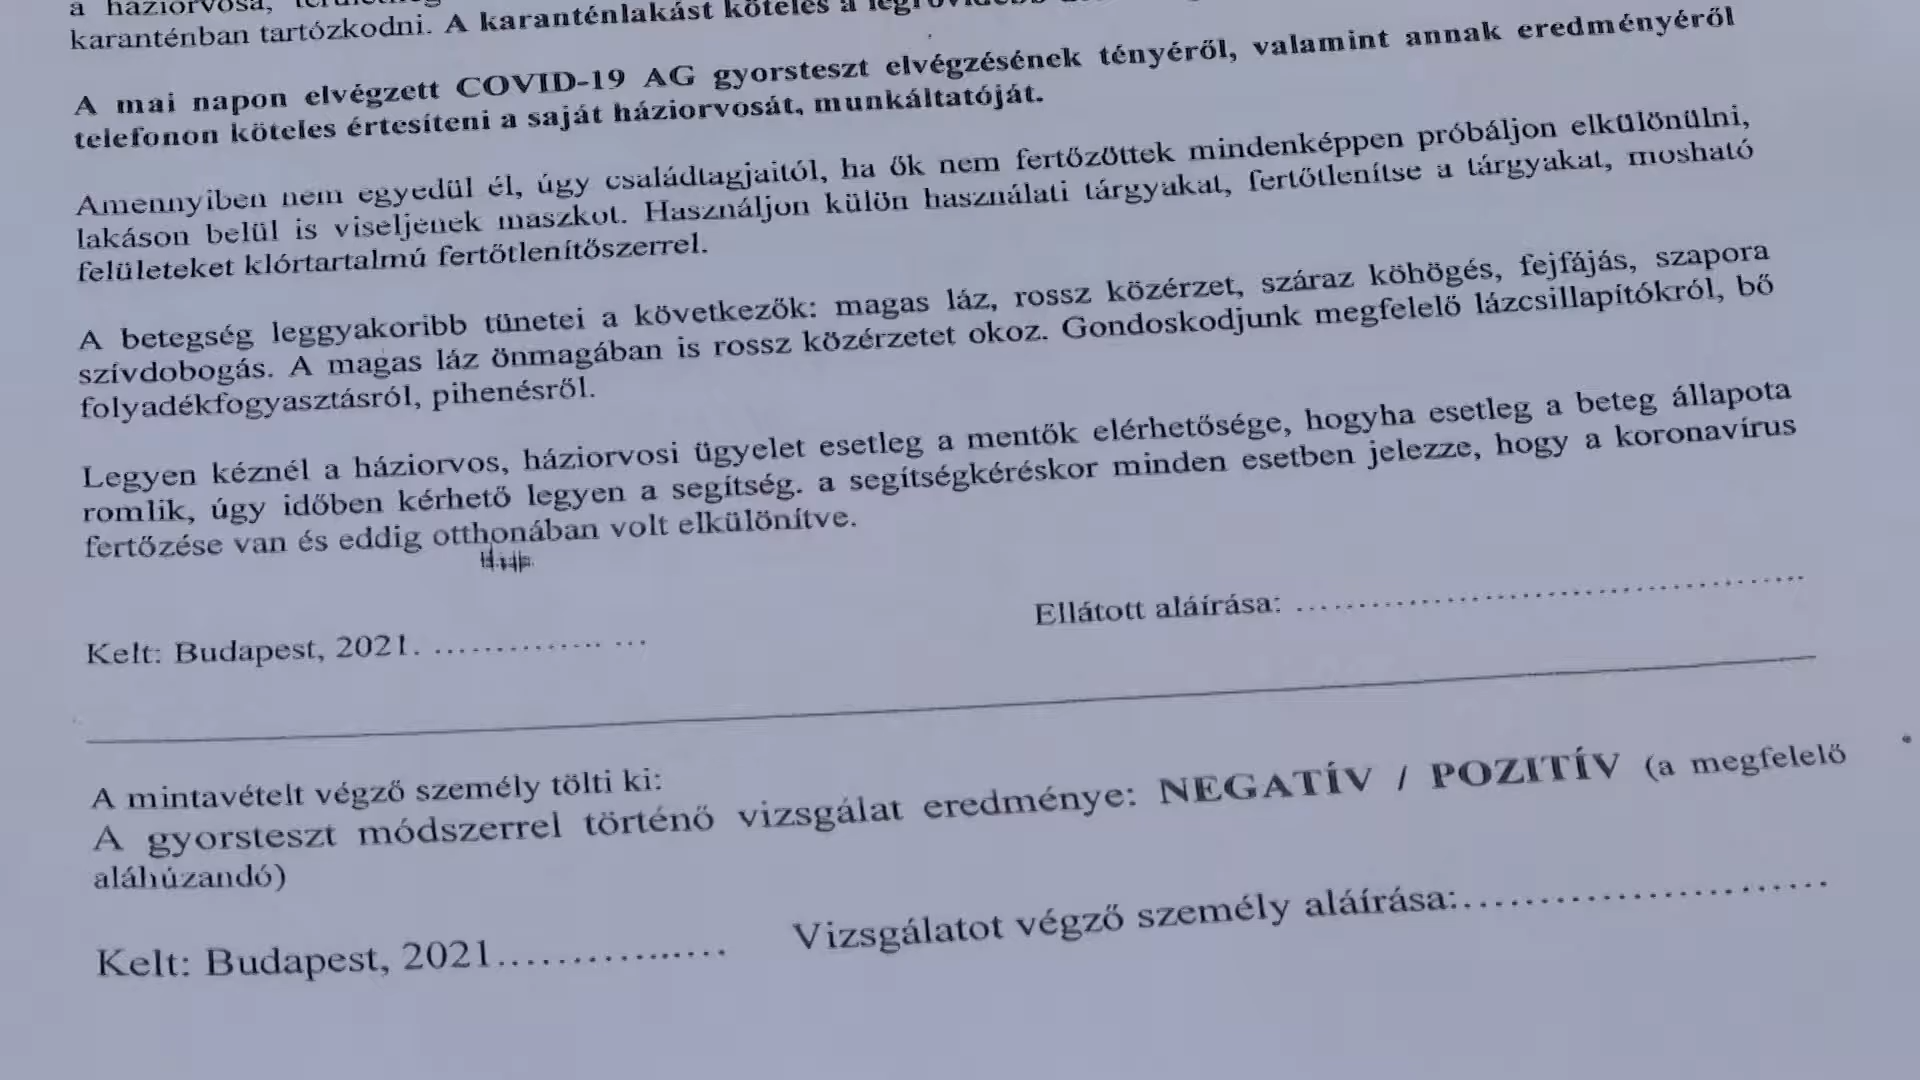 a háziorvosa,
karanténban tartózkodni. A karanténlakást köteles a
A mai napon elvégzett COVID-19 AG gyorsteszt elvégzésének tényéről, valamint annak eredményéről
telefonon köteles értesíteni a saját háziorvosát, munkáltatóját.
Amennyiben nem egyedül él, úgy családtagjaitól, ha ők nem fertőzöttek mindenképpen próbáljon elkülönülni,
lakáson belül is viseljenek maszkot. Használjon külön használati tárgyakat, fertőtlenítse a tárgyakat, mosható
felületeket klórtartalmú fertőtlenítőszerrel.
A betegség leggyakoribb tünetei a következők: magas láz, rossz közérzet, száraz köhögés, fejfájás, szapora
szívdobogás. A magas láz önmagában is rossz közérzetet okoz. Gondoskodjunk megfelelő lázcsillapítókról, bő
folyadékfogyasztásról, pihenésről.
Legyen kéznél a háziorvos, háziorvosi ügyelet esetleg a mentők elérhetősége, hogyha esetleg a beteg állapota
romlik, úgy időben kérhető legyen a segítség. a segítségkéréskor minden esetben jelezze, hogy a koronavírus
fertőzése van és eddig otthonában volt elkülönítve.
Ellátott aláírása: ..........................................................
Kelt: Budapest, 2021. ................. ...
A mintavételt végző személy tölti ki:
A gyorsteszt módszerrel történő vizsgálat eredménye: NEGATÍV / POZITÍV (a megfelelő
aláhúzandó)
Kelt: Budapest, 2021...................... Vizsgálatot végző személy aláírása:..............................